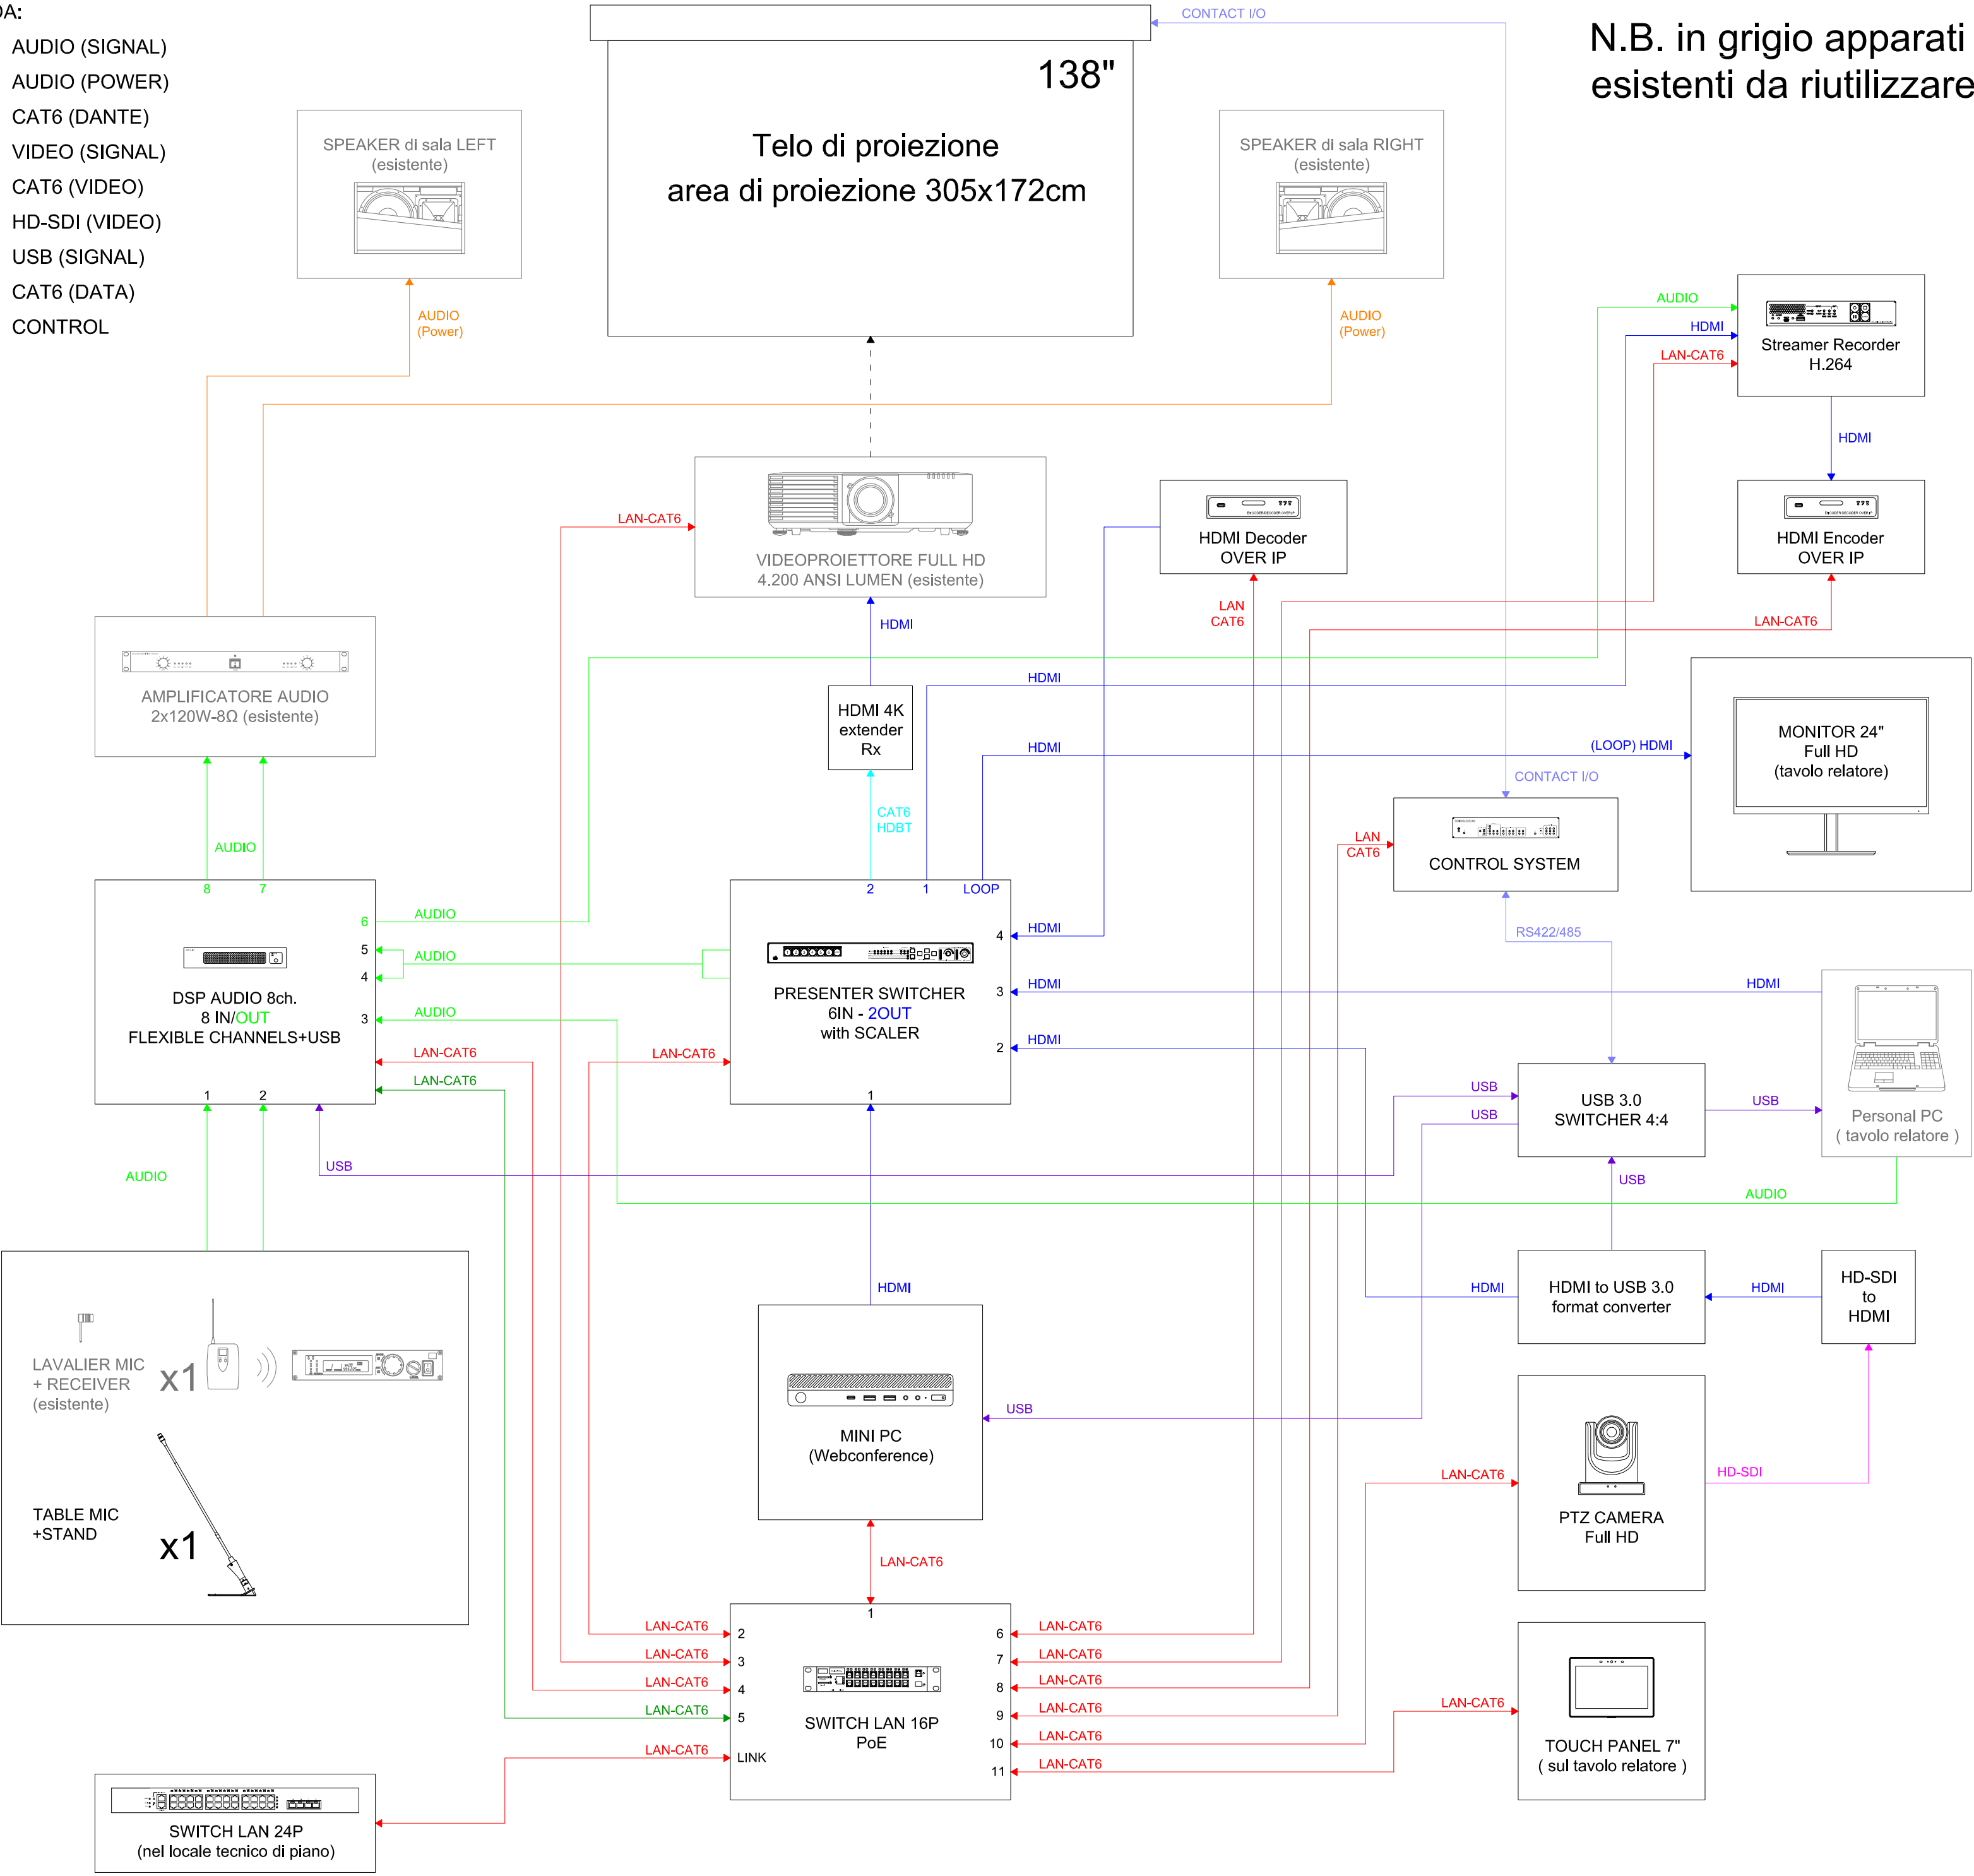 DA:
AUDIO (SIGNAL)
AUDIO (POWER)
CAT6 (DANTE)
VIDEO (SIGNAL)
CAT6 (VIDEO)
HD-SDI (VIDEO)
USB (SIGNAL)
CAT6 (DATA)
CONTROL
N.B. in grigio apparati
esistenti da riutilizzare
CONTACT I/O
138"
Telo di proiezione
area di proiezione 305x172cm
SPEAKER di sala LEFT
(esistente)
SPEAKER di sala RIGHT
(esistente)
AUDIO
(Power)
AUDIO
(Power)
AUDIO
HDMI
LAN-CAT6
Streamer Recorder
H.264
HDMI
LAN-CAT6
VIDEOPROIETTORE FULL HD
4.200 ANSI LUMEN (esistente)
HDMI Decoder
OVER IP
HDMI Encoder
OVER IP
LAN
CAT6
LAN-CAT6
HDMI
AMPLIFICATORE AUDIO
2x120W-8Ω (esistente)
HDMI 4K
extender
Rx
HDMI
HDMI
(LOOP) HDMI
MONITOR 24"
Full HD
(tavolo relatore)
CONTACT I/O
CAT6
HDBT
LAN
CAT6
CONTROL SYSTEM
AUDIO
8
7
6
AUDIO
5
AUDIO
4
3
AUDIO
DSP AUDIO 8ch.
8 IN/OUT
FLEXIBLE CHANNELS+USB
LAN-CAT6
LAN-CAT6
1
2
2
1
LOOP
4
HDMI
PRESENTER SWITCHER
6IN - 2OUT
with SCALER
3
HDMI
HDMI
2
HDMI
LAN-CAT6
1
RS422/485
USB
USB
USB 3.0
SWITCHER 4:4
USB
Personal PC
( tavolo relatore )
USB
AUDIO
USB
AUDIO
HDMI
HDMI
HDMI to USB 3.0
format converter
HDMI
HD-SDI
to
HDMI
LAVALIER MIC
+ RECEIVER
(esistente)
x1
TABLE MIC
+STAND
x1
MINI PC
(Webconference)
USB
LAN-CAT6
PTZ CAMERA
Full HD
HD-SDI
LAN-CAT6
1
LAN-CAT6
2
LAN-CAT6
3
LAN-CAT6
4
LAN-CAT6
5
LAN-CAT6
LINK
SWITCH LAN 16P
PoE
6
LAN-CAT6
7
LAN-CAT6
8
LAN-CAT6
9
LAN-CAT6
10
LAN-CAT6
11
LAN-CAT6
LAN-CAT6
TOUCH PANEL 7"
( sul tavolo relatore )
SWITCH LAN 24P
(nel locale tecnico di piano)